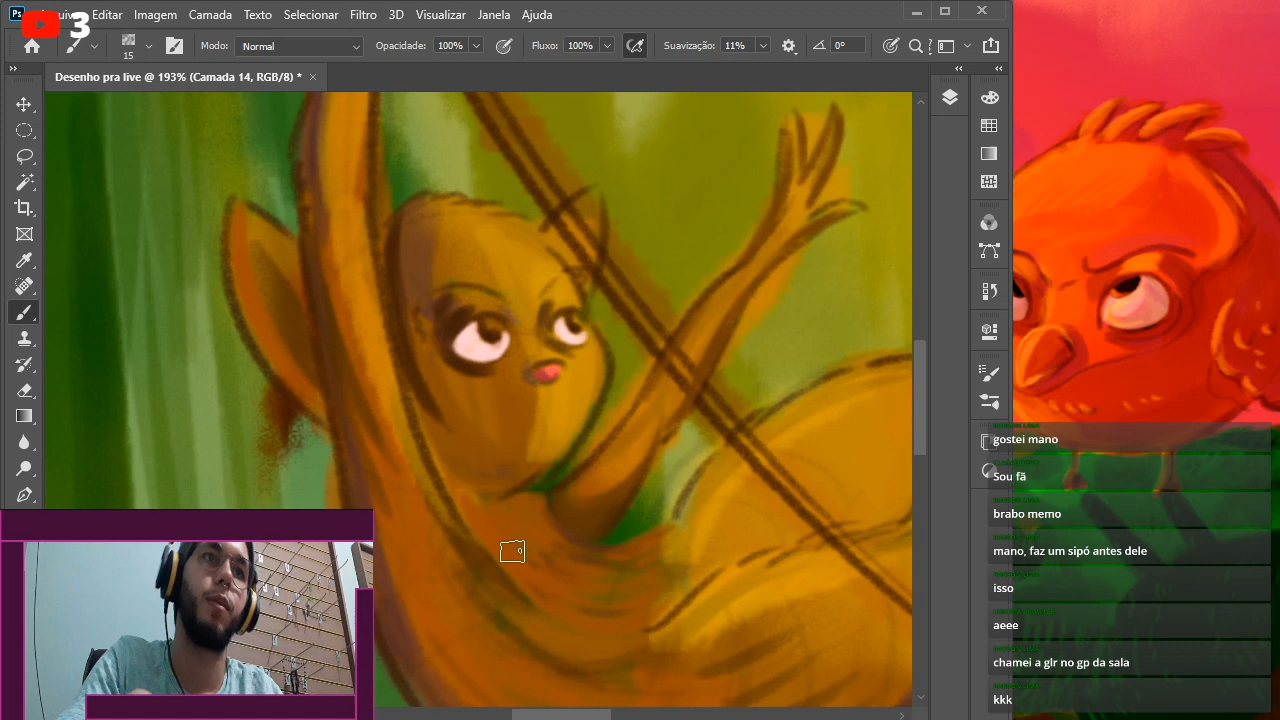 Ps Editar Imagem Camada Texto Selecionar Filtro 3D Visualizar Janela Ajuda
3
15 Modo: Normal Opacidade: 100% Fluxo: 100% Suavização: 11% 0°
Desenho pra live @ 193% (Camada 14, RGB/8) *
gostei mano
Sou fã
brabo memo
mano, faz um sipó antes dele
isso
aeee
chamei a glr no gp da sala
kkk